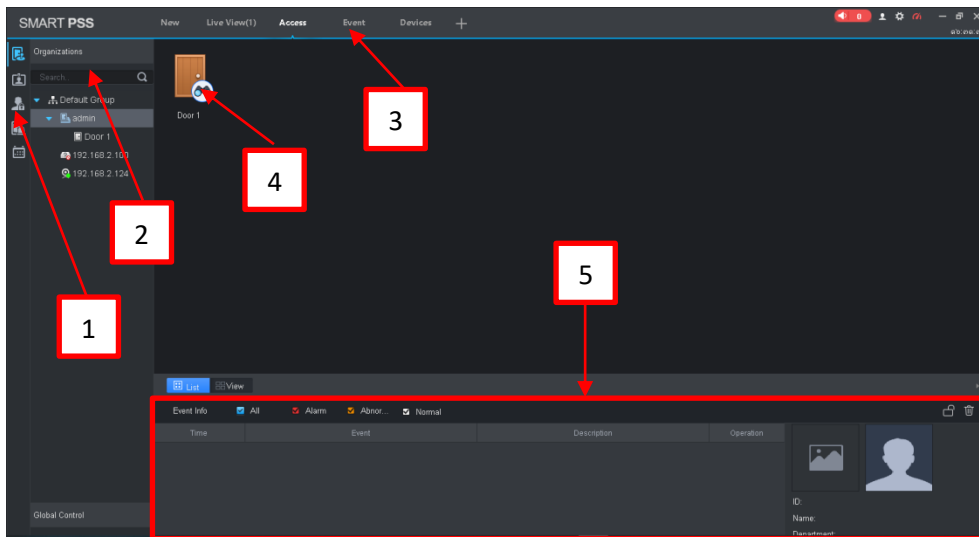 SMART PSS New Live View(1) Access Event Devices
0
Organizations
Search...
Default Group
admin
Door 1
192.168.2.100
192.168.2.124
Door 1
3
4
2
5
1
List View
Event Info All Alarm Abnor... Normal
Time Event Description Operation
ID:
Global Control
Name:
Department: